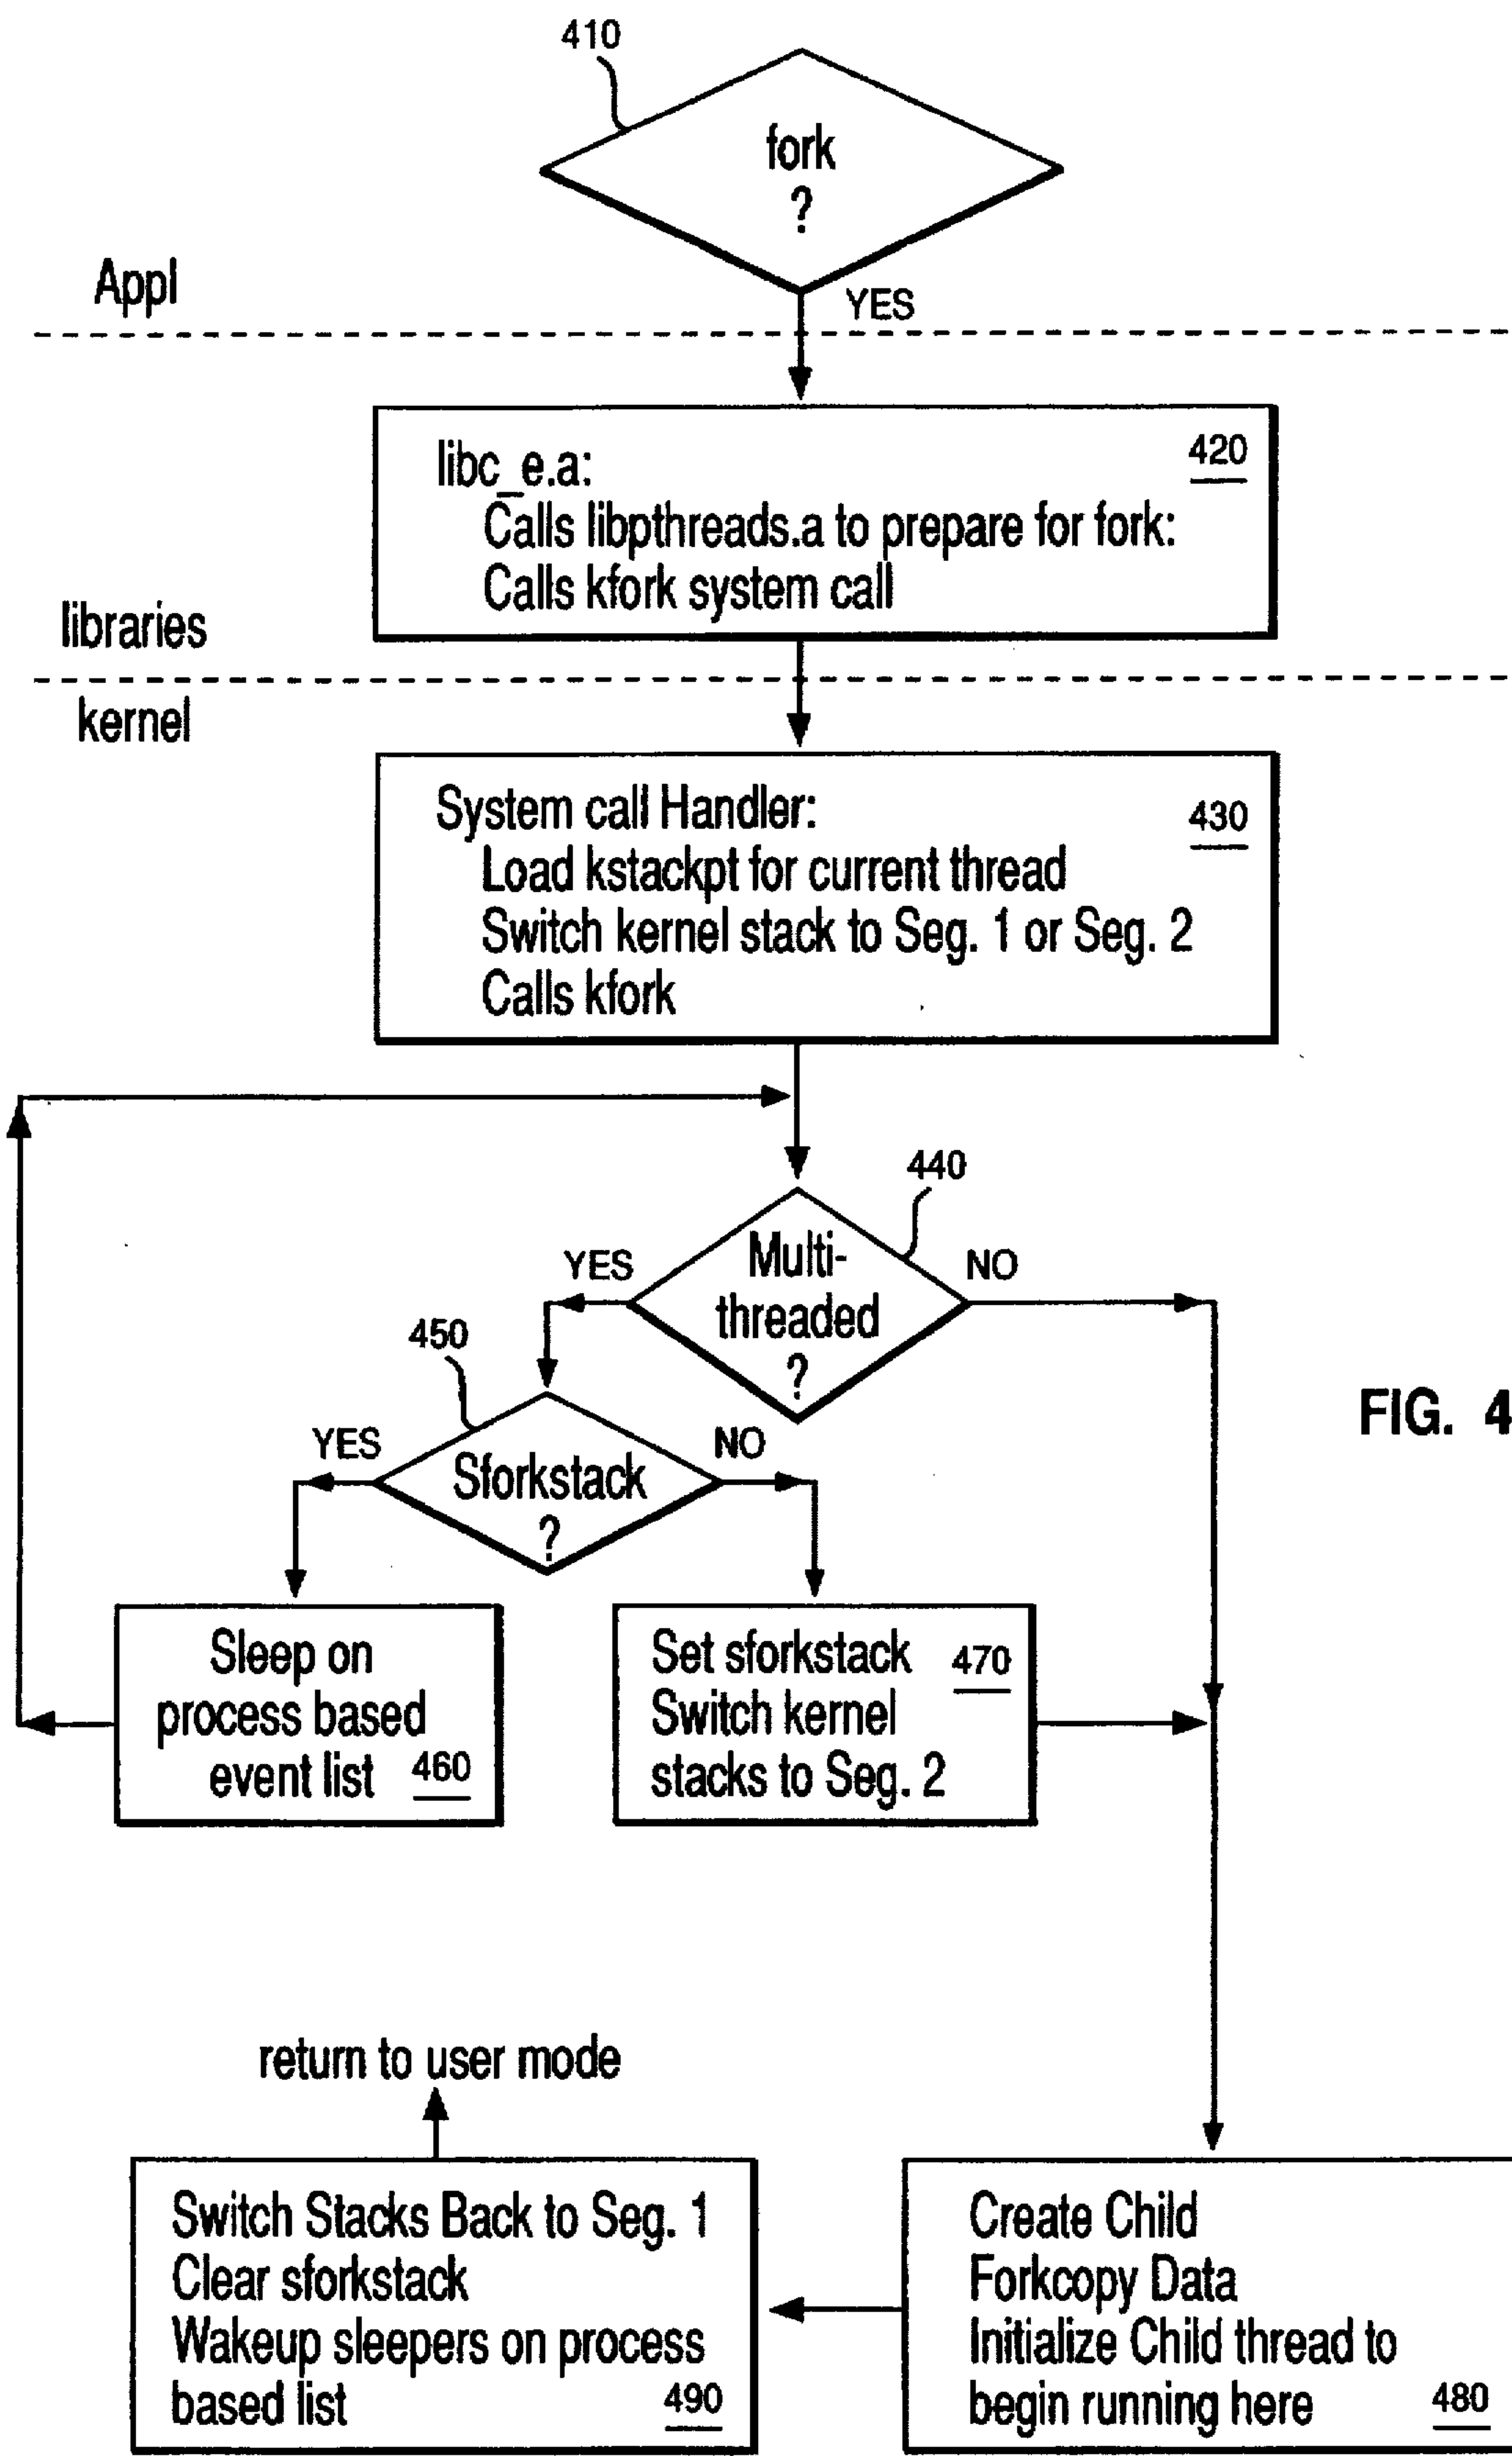 410
fork
?
Appl
YES
libc_e.a:
420
Calls libpthreads.a to prepare for fork:
Calls kfork system call
libraries
kernel
System call Handler:
430
Load kstackpt for current thread
Switch kernel stack to Seg. 1 or Seg. 2
Calls kfork
440
YES
Multi-
threaded
?
NO
450
FIG. 4
YES
Sforkstack
?
NO
Sleep on
process based
event list 460
Set sforkstack 470
Switch kernel
stacks to Seg. 2
return to user mode
Switch Stacks Back to Seg. 1
Clear sforkstack
Wakeup sleepers on process
based list 490
Create Child
Forkcopy Data
Initialize Child thread to
begin running here 480